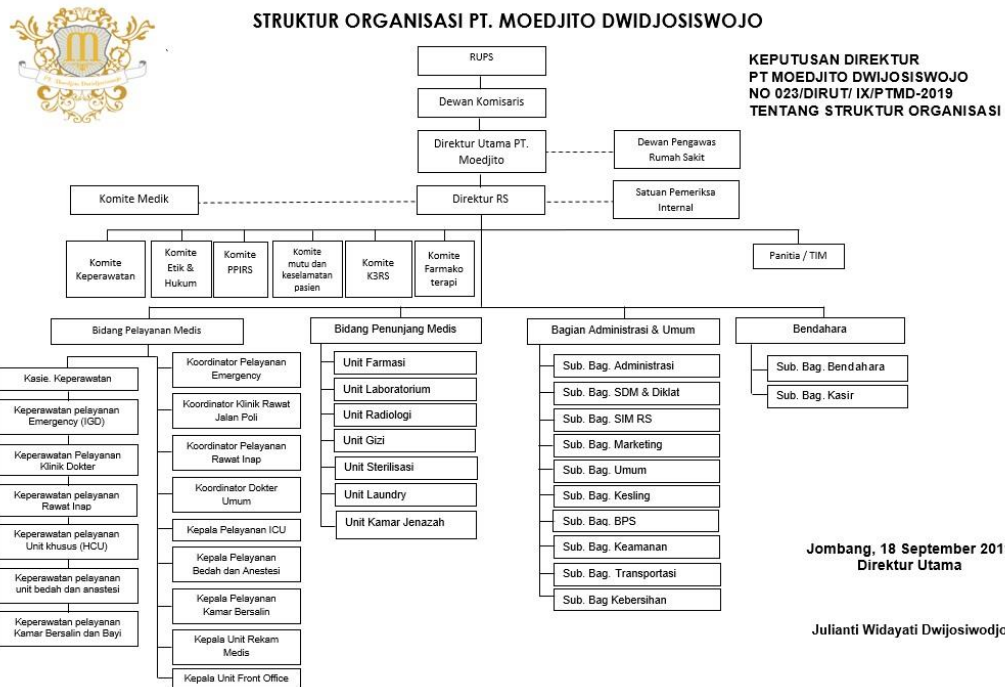 STRUKTUR ORGANISASI PT. MOEDJITO DWIDJOSISWOJO
KEPUTUSAN DIREKTUR
PT MOEDJITO DWIJOSISWOJO
NO 023/DIRUT/ IX/PTMD-2019
TENTANG STRUKTUR ORGANISASI
RUPS
Dewan Komisaris
Direktur Utama PT.
Moedjito
Dewan Pengawas
Rumah Sakit
Komite Medik
Direktur RS
Satuan Pemeriksa
Internal
Komite
Keperawatan
Komite
Etik &
Hukum
Komite
PPIRS
Komite
mutu dan
keselamatan
pasien
Komite
K3RS
Komite
Farmako
terapi
Panitia / TIM
Bidang Pelayanan Medis
Kasie. Keperawatan
Keperawatan pelayanan
Emergency (IGD)
Keperawatan Pelayanan
Klinik Dokter
Keperawatan pelayanan
Rawat Inap
Keperawatan pelayanan
Unit khusus (HCU)
Keperawatan pelayanan
unit bedah dan anastesi
Keperawatan pelayanan
Kamar Bersalin dan Bayi
Koordinator Pelayanan
Emergency
Koordinator Klinik Rawat
Jalan Poli
Koordinator Pelayanan
Rawat Inap
Koordinator Dokter
Umum
Kepala Pelayanan ICU
Kepala Pelayanan
Bedah dan Anestesi
Kepala Pelayanan
Kamar Bersalin
Kepala Unit Rekam
Medis
Kepala Unit Front Office
Bidang Penunjang Medis
Unit Farmasi
Unit Laboratorium
Unit Radiologi
Unit Gizi
Unit Sterilisasi
Unit Laundry
Unit Kamar Jenazah
Bagian Administrasi & Umum
Sub. Bag. Administrasi
Sub. Bag. SDM & Diklat
Sub. Bag. SIM RS
Sub. Bag. Marketing
Sub. Bag. Umum
Sub. Bag. Kesling
Sub. Bag. BPS
Sub. Bag. Keamanan
Sub. Bag. Transportasi
Sub. Bag Kebersihan
Bendahara
Sub. Bag. Bendahara
Sub. Bag. Kasir
Jombang, 18 September 201
Direktur Utama
Julianti Widayati Dwijosiwodjo